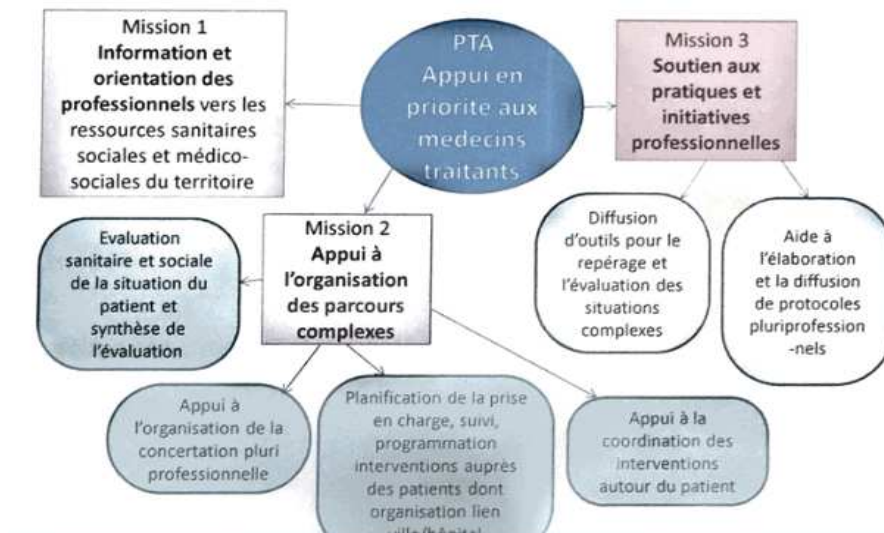 Mission 1
Information et
orientation des
professionnels vers les
ressources sanitaires
sociales et médico-
sociales du territoire
PTA
Appui en
priorite aux
medecins
traitants
Mission 3
Soutien aux
pratiques et
initiatives
professionnelles
Mission 2
Appui à
l'organisation
des parcours
complexes
Evaluation
sanitaire et sociale
de la situation du
patient et
synthèse de
l'évaluation
Diffusion
d'outils pour le
repérage et
l'évaluation des
situations
complexes
Aide à
l'élaboration
et la diffusion
de protocoles
pluriprofession
-nels
Appui à
l'organisation de la
concertation pluri
professionnelle
Planification de la prise
en charge, suivi,
programmation
interventions auprès
des patients dont
organisation lien
ville/hôpital
Appui à la
coordination des
interventions
autour du patient